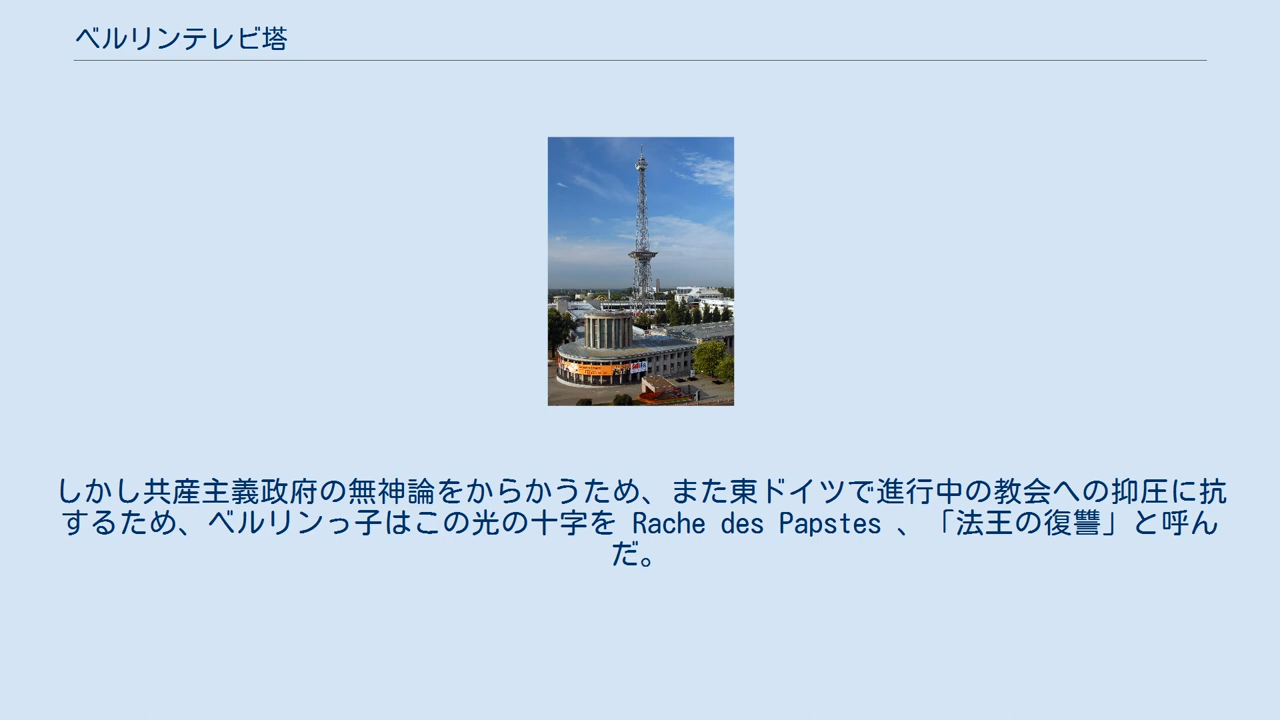 ベルリンテレビ塔
しかし共産主義政府の無神論をからかうため、また東ドイツで進行中の教会への抑圧に抗
するため、ベルリンっ子はこの光の十字を Rache des Papstes 、「法王の復讐」と呼ん
だ。